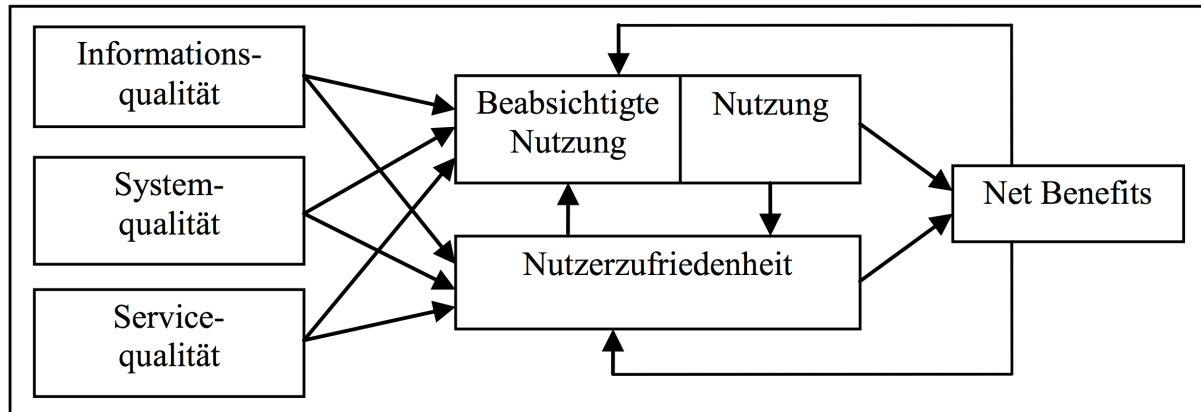 Informations-
qualität
System-
qualität
Service-
qualität
Beabsichtigte
Nutzung
Nutzung
Nutzerzufriedenheit
Net Benefits